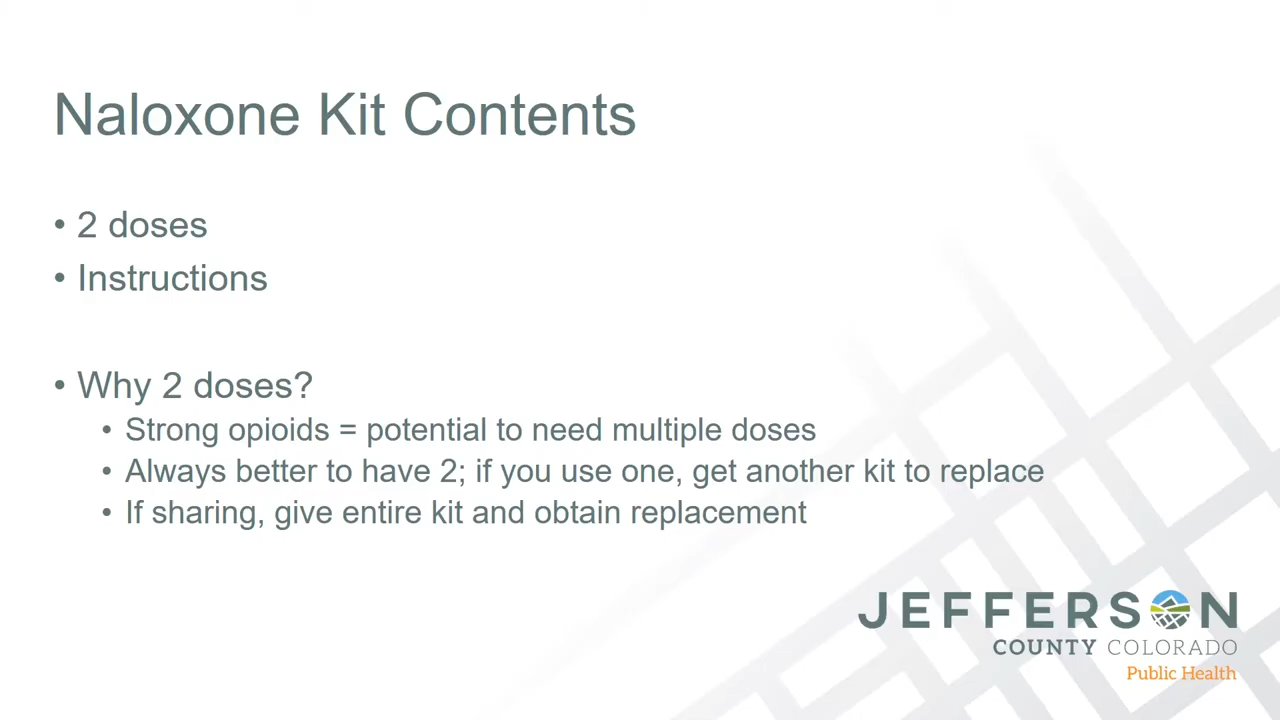 Naloxone Kit Contents
• 2 doses
• Instructions
• Why 2 doses?
• Strong opioids = potential to need multiple doses
• Always better to have 2; if you use one, get another kit to replace
• If sharing, give entire kit and obtain replacement
JEFFERSON
COUNTY COLORADO
Public Health